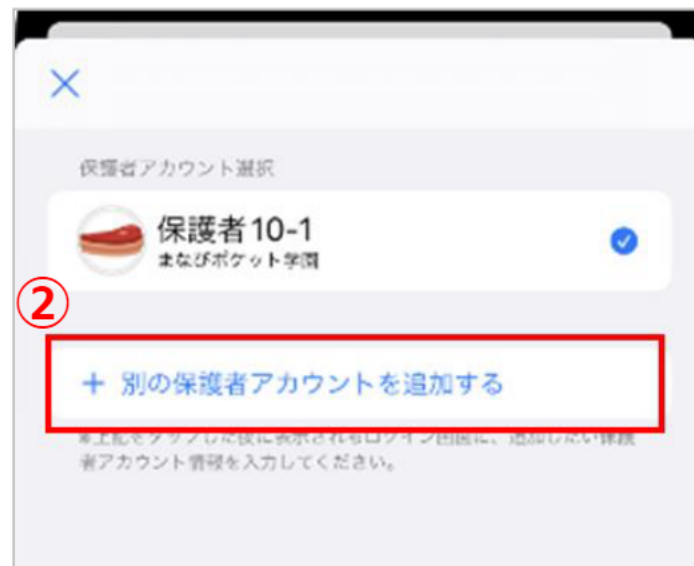 保護者アカウント選択
保護者10-1
まなびポケット学園
②
+ 別の保護者アカウントを追加する
※上記をタップした後に表示されるログイン画面に、追加したい保護
者アカウント情報を入力してください。